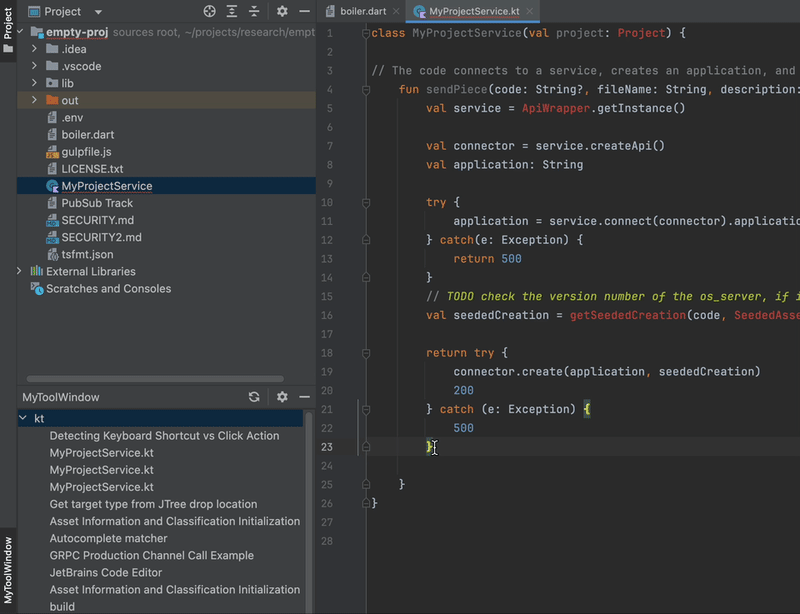 Project
Project
empty-proj sources root, ~/projects/research/empt
.idea
.vscode
lib
out
.env
boiler.dart
gulpfile.js
LICENSE.txt
MyProjectService
PubSub Track
SECURITY.md
SECURITY2.md
tsfmt.json
External Libraries
Scratches and Consoles
MyToolWindow
kt
Detecting Keyboard Shortcut vs Click Action
MyProjectService.kt
MyProjectService.kt
MyProjectService.kt
Get target type from JTree drop location
Asset Information and Classification Initialization
Autocomplete matcher
GRPC Production Channel Call Example
JetBrains Code Editor
Asset Information and Classification Initialization
build
MyToolWindow
boiler.dart MyProjectService.kt
1 class MyProjectService(val project: Project) {
2
3 // The code connects to a service, creates an application, and
4 fun sendPiece(code: String?, fileName: String, description:
5 val service = ApiWrapper.getInstance()
6
7 val connector = service.createApi()
8 val application: String
9
10 try {
11 application = service.connect(connector).applicatio
12 } catch(e: Exception) {
13 return 500
14 }
15 // TODO check the version number of the os_server, if i
16 val seededCreation = getSeededCreation(code, SeededAsse
17
18 return try {
19 connector.create(application, seededCreation)
20 200
21 } catch (e: Exception) {
22 500
23 }
24
25 }
26 }
27
28